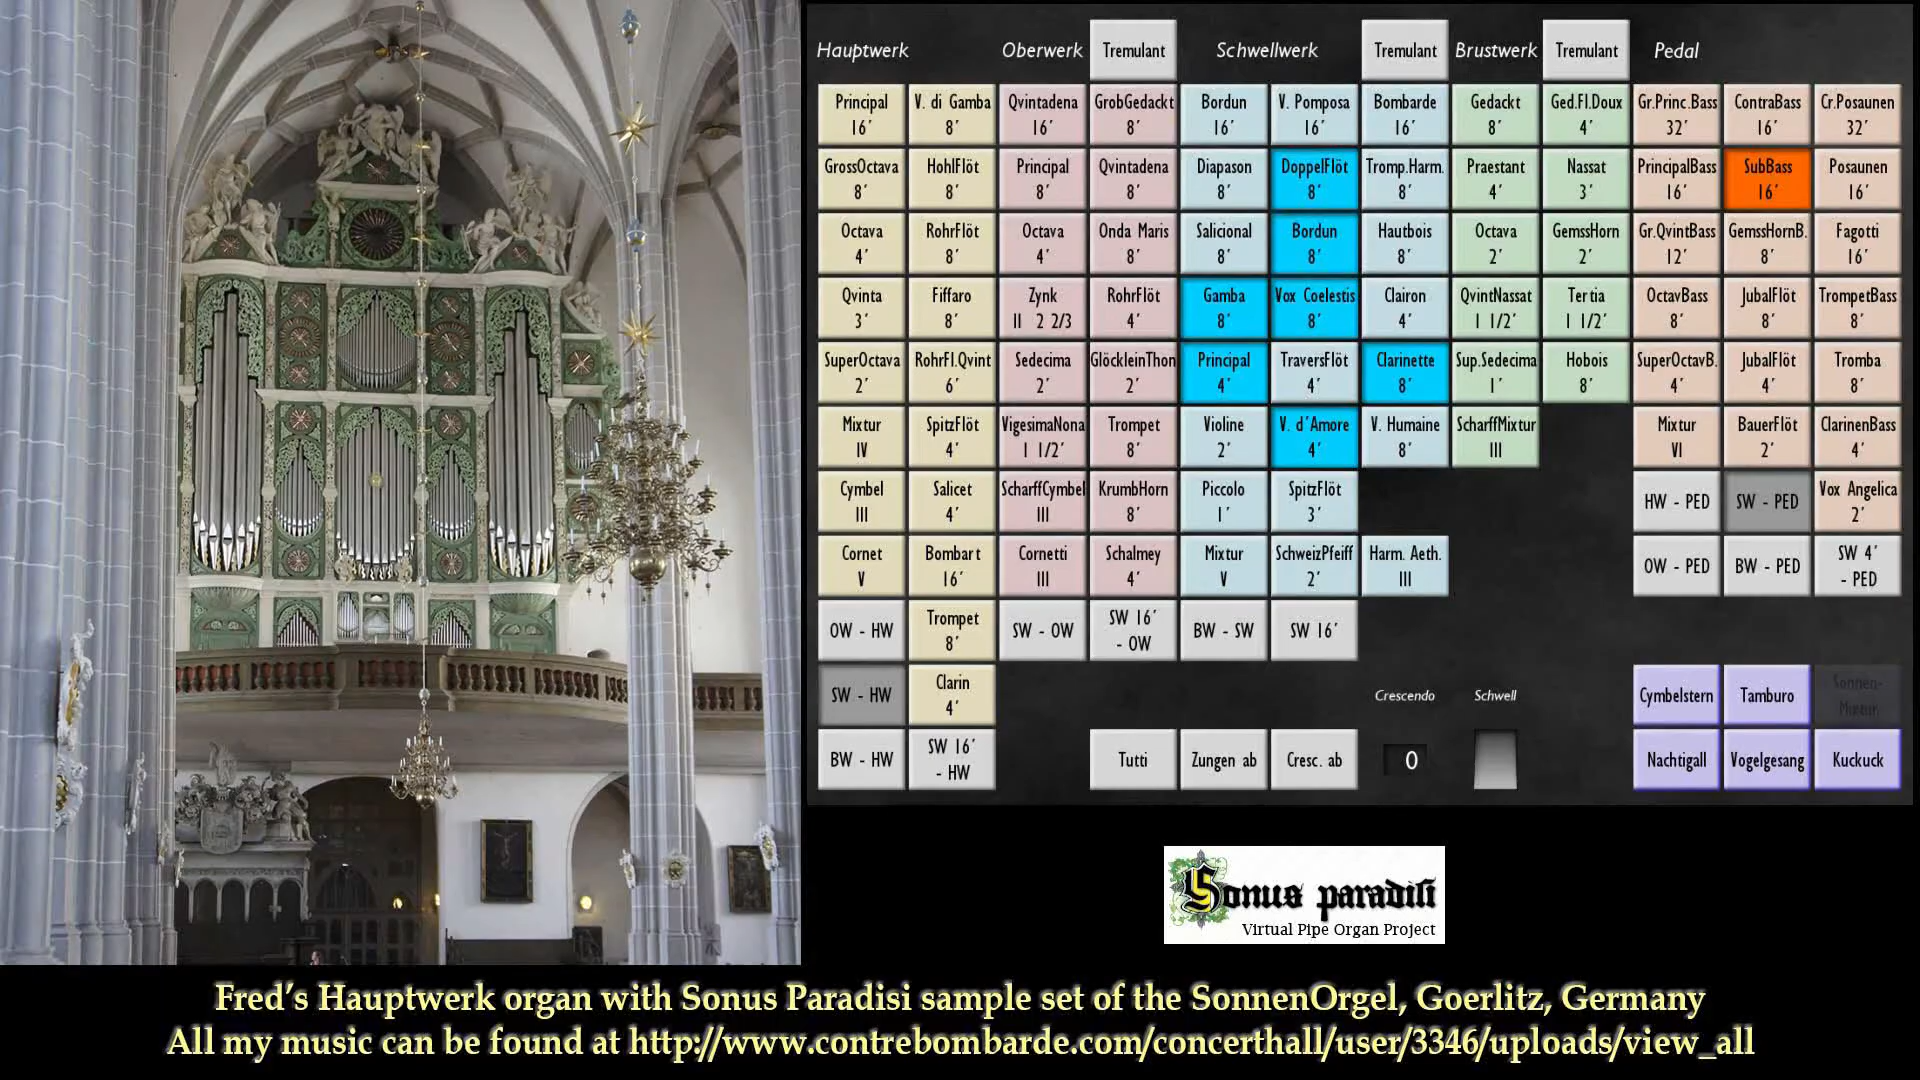 Hauptwerk Oberwerk Tremulant Schwellwerk Tremulant Brustwerk Tremulant Pedal
Principal V. di Gamba Qvintadena GrobGedackt Bordun V. Pomposa Bombarde Gedackt Ged.Fl.Doux Gr.Princ.Bass ContraBass Cr.Posaunen
16′ 8′ 16′ 8′ 16′ 16′ 16′ 8′ 4′ 32′ 16′ 32′
GrossOctava HohlFlöt Principal Qvintadena Diapason DoppelFlöt Tromp.Harm. Praestant Nassat PrincipalBass SubBass Posaunen
8′ 8′ 8′ 8′ 8′ 8′ 8′ 4′ 3′ 16′ 16′ 16′
Octava RohrFlöt Octava Onda Maris Salicional Bordun Hautbois Octava GemssHorn Gr.QvintBass GemssHornB. Fagotti
4′ 8′ 4′ 8′ 8′ 8′ 8′ 2′ 2′ 12′ 8′ 16′
Qvinta Fiffaro Zynk RohrFlöt Gamba Vox Coelestis Clairon QvintNassat Tertia OctavBass JubalFlöt TrompetBass
3′ 8′ II 2 2/3 4′ 8′ 8′ 4′ 1 1/2′ 1 1/2′ 8′ 8′ 8′
SuperOctava RohrFl.Qvint Sedecima GlöckleinThon Principal TraversFlöt Clarinette Sup.Sedecima Hobois SuperOctavB. JubalFlöt Tromba
2′ 6′ 2′ 2′ 4′ 4′ 8′ 1′ 8′ 4′ 4′ 8′
Mixtur SpitzFlöt VigesimaNona Trompet Violine V. d'Amore V. Humaine ScharffMixtur Mixtur BauerFlöt ClarinenBass
IV 4′ 1 1/2′ 8′ 2′ 4′ 8′ III VI 2′ 4′
Cymbel Salicet ScharffCymbel KrumbHorn Piccolo SpitzFlöt HW - PED SW - PED Vox Angelica
III 4′ III 8′ 1′ 3′ 2′
Cornet Bombart Cornetti Schalmey Mixtur SchweizPfeiff Harm. Aeth. OW - PED BW - PED SW 4′
V 16′ III 4′ V 2′ III - PED
OW - HW Trompet SW - OW SW 16′ BW - SW SW 16′
8′ - OW
SW - HW Clarin Crescendo Schwell Cymbelstern Tamburo Sonnen-
4′ Mixtur
BW - HW SW 16′ Tutti Zungen ab Cresc. ab 0 Nachtigall Vogelgesang Kuckuck
- HW
Sonus paradisi
Virtual Pipe Organ Project
Fred's Hauptwerk organ with Sonus Paradisi sample set of the SonnenOrgel, Goerlitz, Germany
All my music can be found at http://www.contrebombarde.com/concerthall/user/3346/uploads/view_all